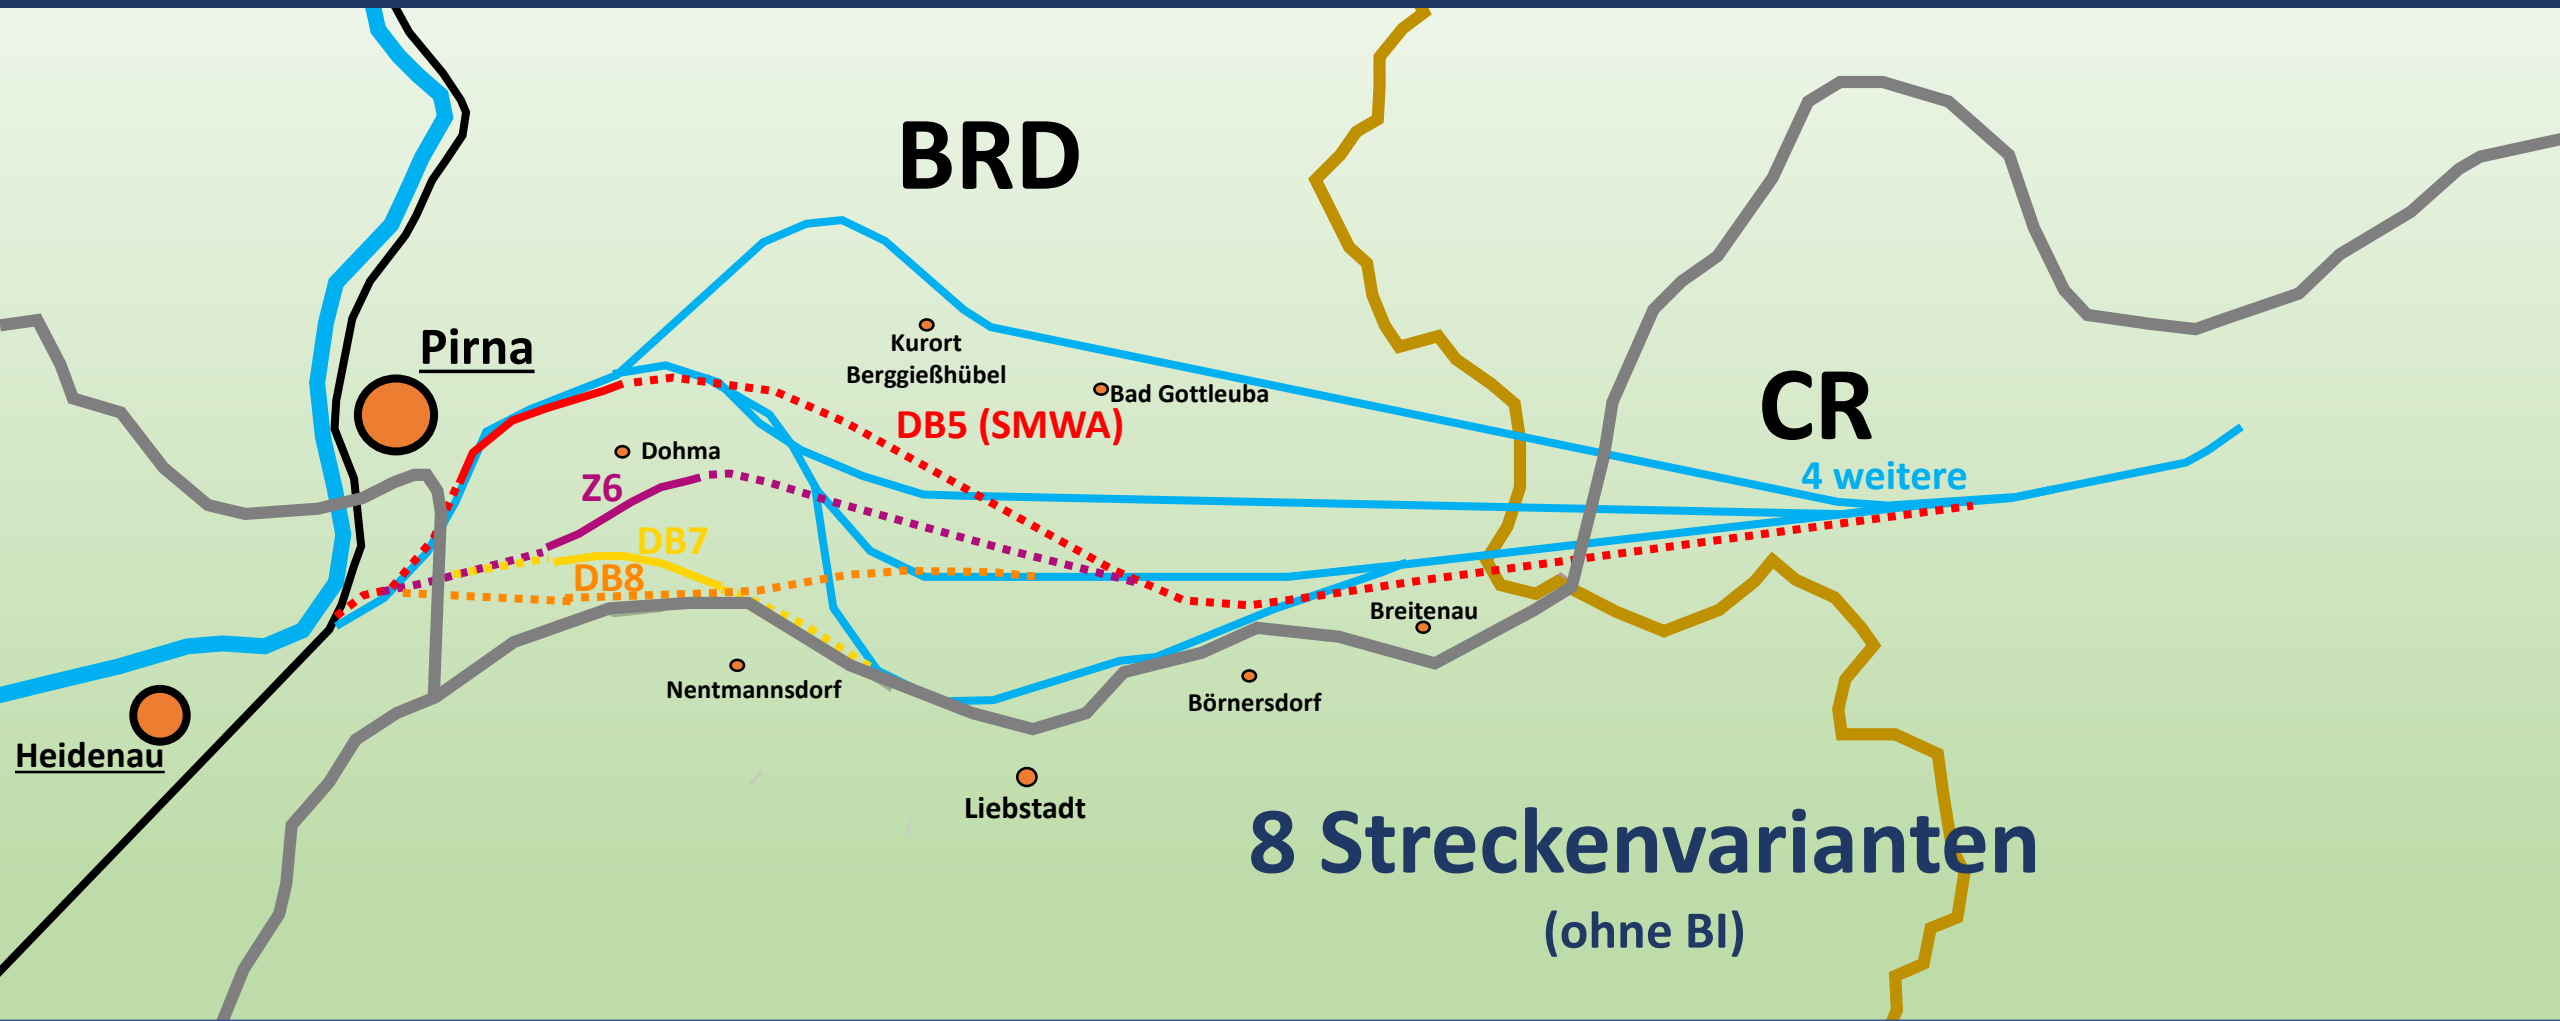 BRD
Pirna
Kurort
Berggießhübel
Bad Gottleuba
DB5 (SMWA)
CR
Dohma
4 weitere
Z6
DB7
DB8
Breitenau
Nentmannsdorf
Börnersdorf
Heidenau
Liebstadt
8 Streckenvarianten
(ohne BI)